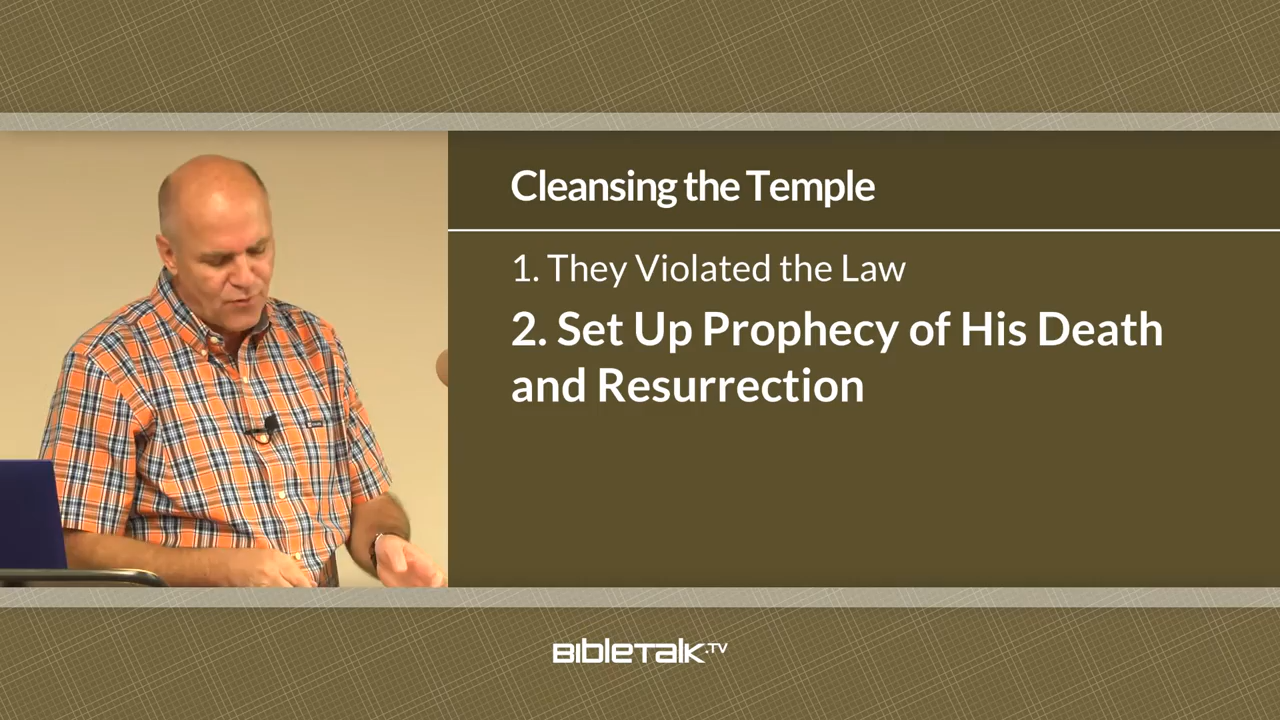 Cleansing the Temple
1. They Violated the Law
2. Set Up Prophecy of His Death
and Resurrection
BibleTalk.TV